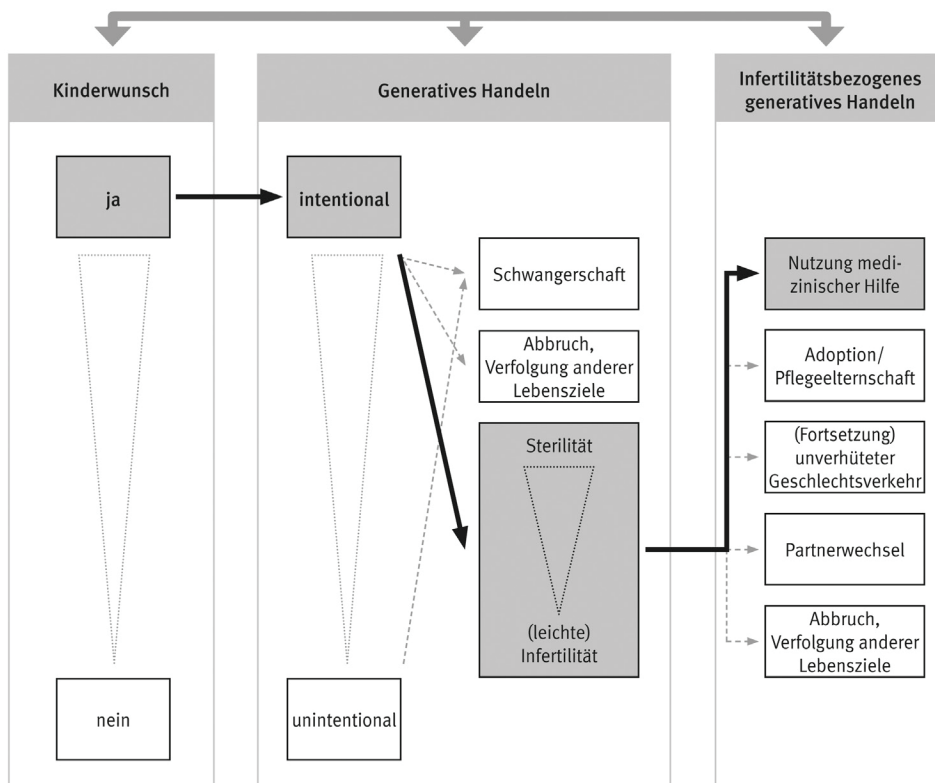 Kinderwunsch
Generatives Handeln
Infertilitätsbezogenes
generatives Handeln
ja
intentional
Schwangerschaft
Abbruch,
Verfolgung anderer
Lebensziele
Sterilität
(leichte)
Infertilität
nein
unintentional
Nutzung medi-
zinischer Hilfe
Adoption/
Pflegeelternschaft
(Fortsetzung)
unverhüteter
Geschlechtsverkehr
Partnerwechsel
Abbruch,
Verfolgung anderer
Lebensziele